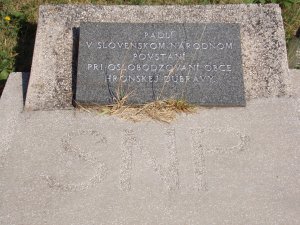 PADLI
V SLOVENSKOM NÁRODNOM
POVSTANÍ
PRI OSLOBODZOVANÍ OBCE
HRONSKEJ DÚBRAVY
SNP